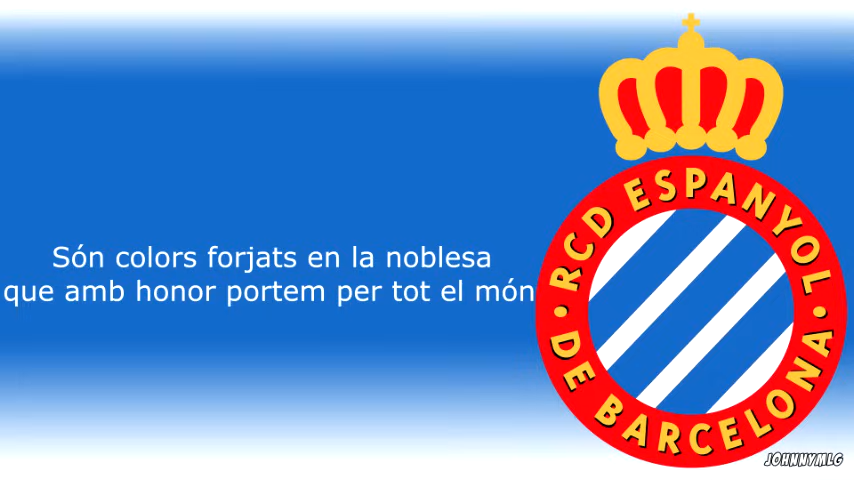 Són colors forjats en la noblesa
que amb honor portem per tot el món
RCD ESPANYOL
DE BARCELONA
JOHNNYMLG